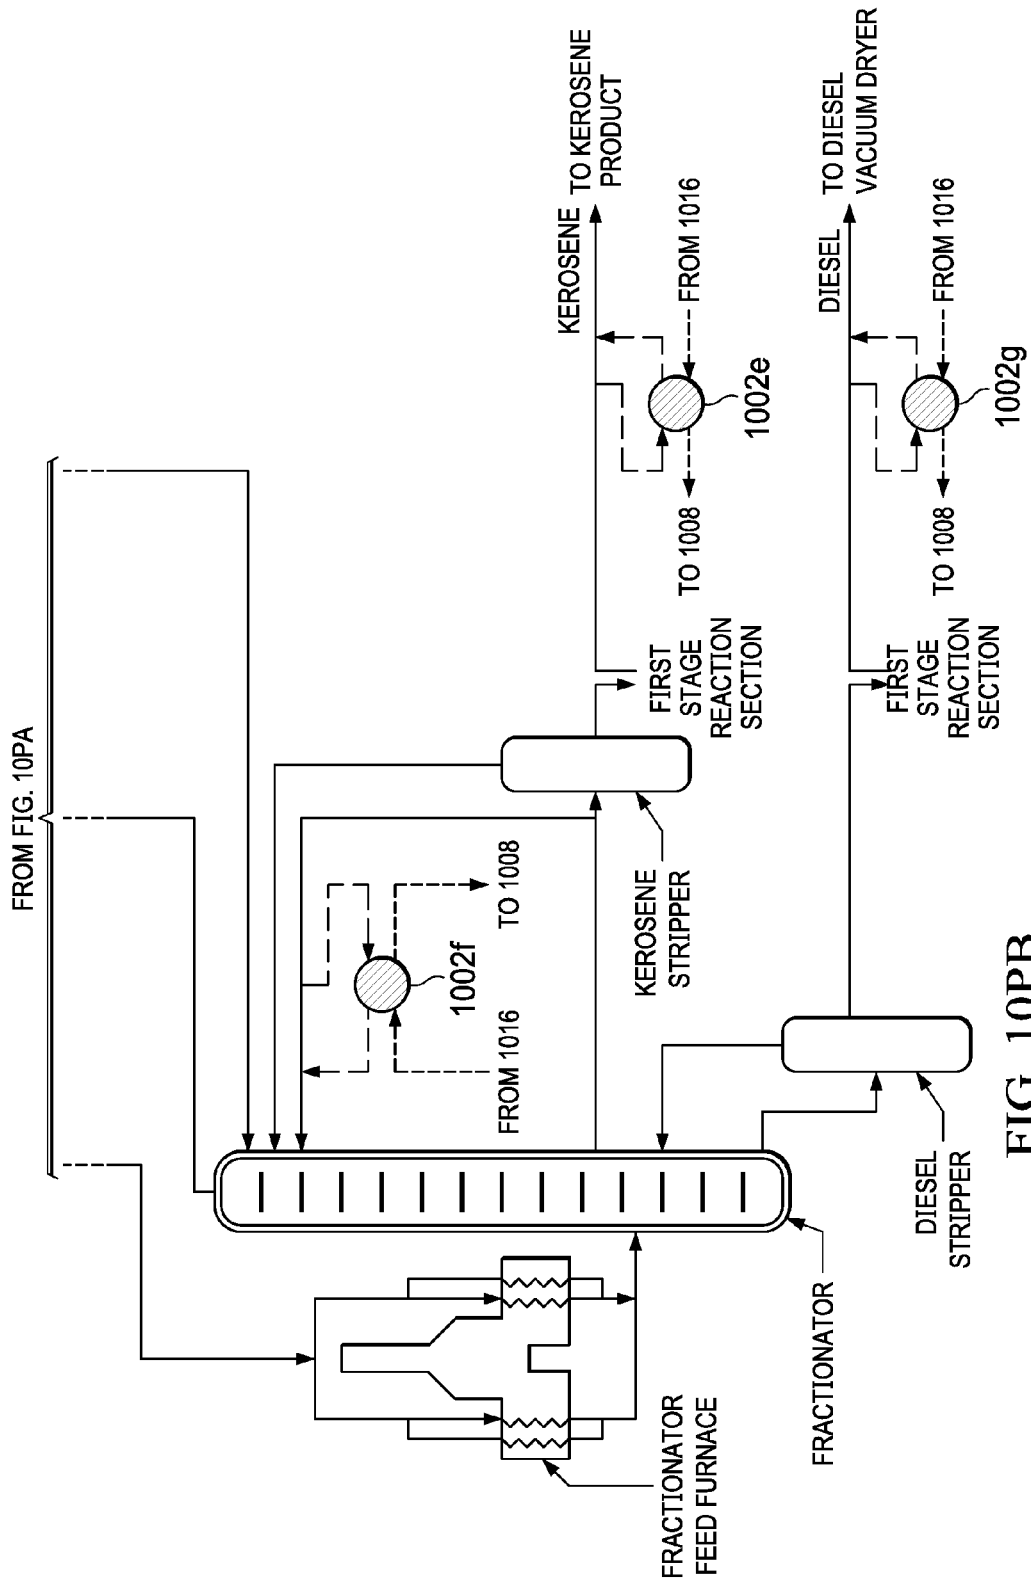 FROM FIG. 10PA
KEROSENE
TO KEROSENE
PRODUCT
FROM 1016
1002e
TO 1008
FIRST
STAGE
REACTION
SECTION
TO 1008
1002f
FROM 1016
KEROSENE
STRIPPER
DIESEL
TO DIESEL
VACUUM DRYER
FROM 1016
1002g
TO 1008
FIRST
STAGE
REACTION
SECTION
DIESEL
STRIPPER
FRACTIONATOR
FRACTIONATOR
FEED FURNACE
FIG. 10PB